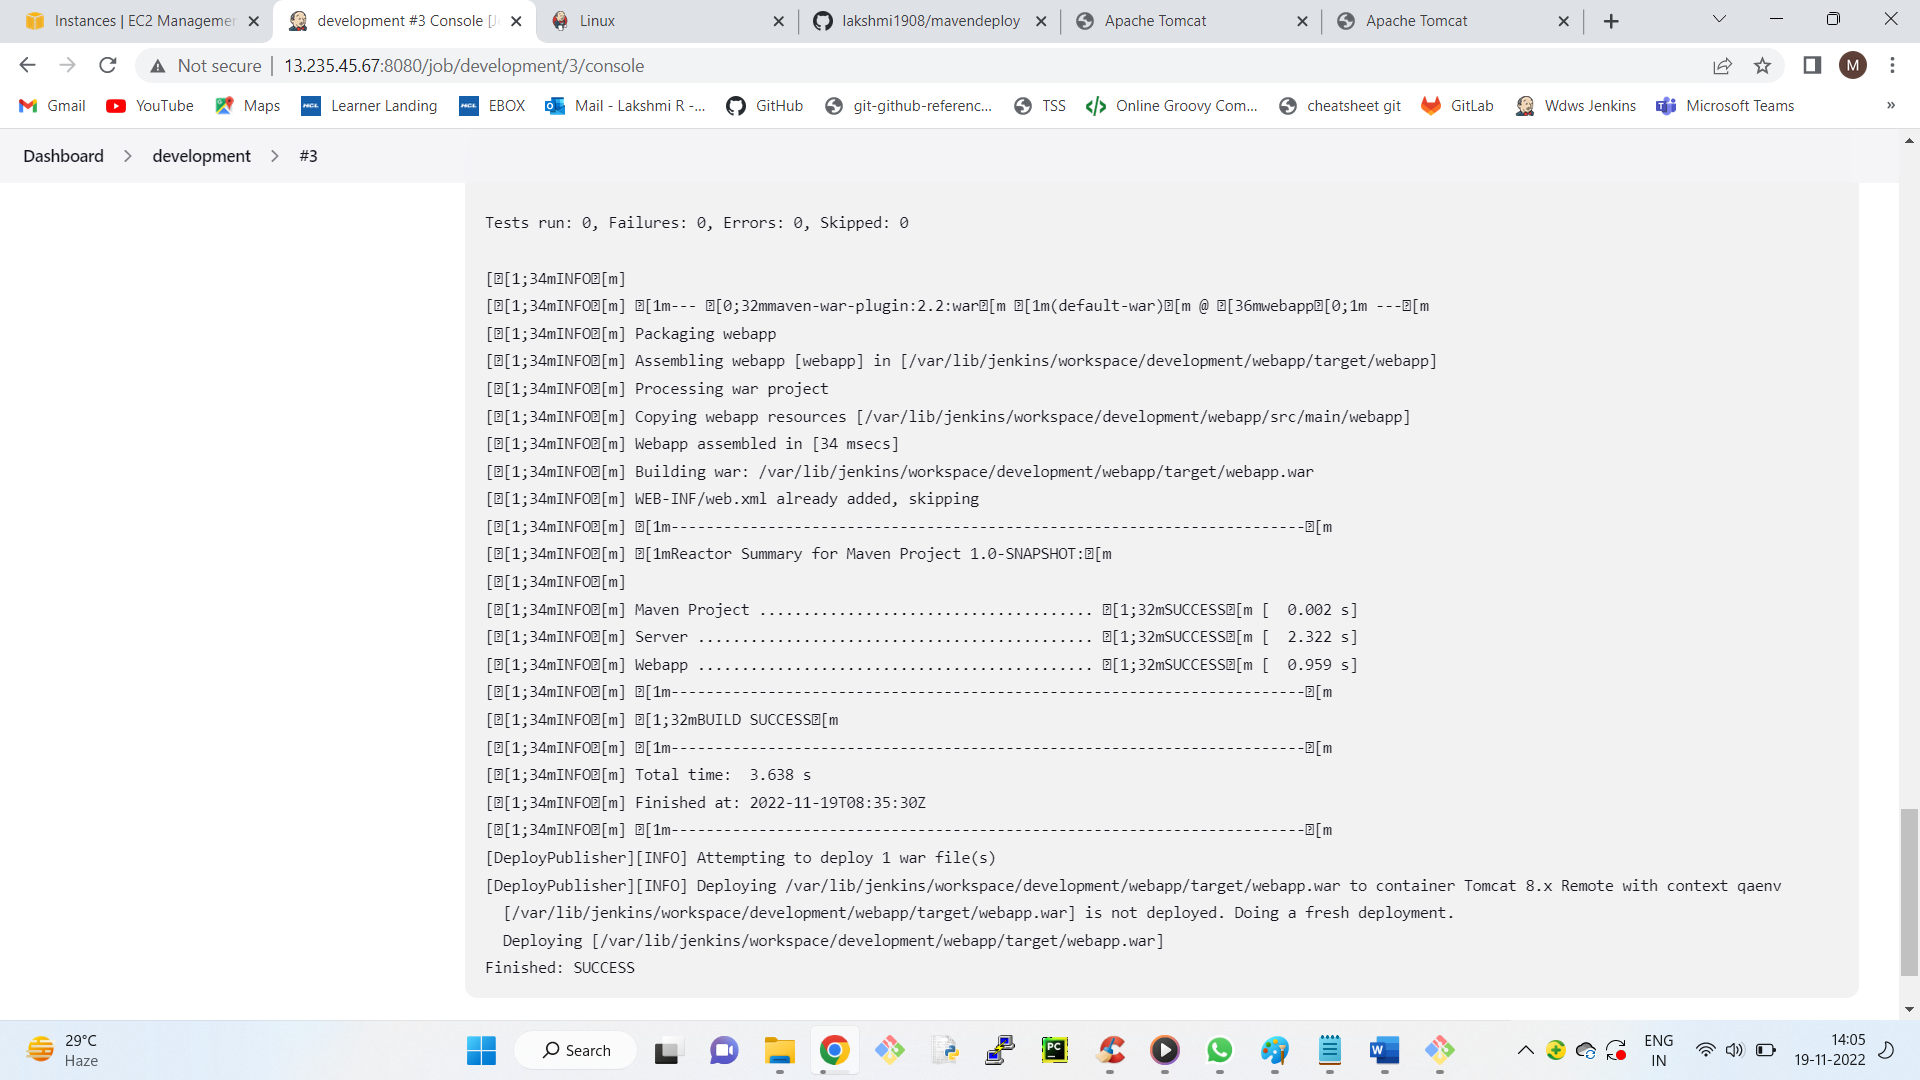 Instances | EC2 Managemen
development #3 Console [J
Linux
lakshmi1908/mavendeploy
Apache Tomcat
Apache Tomcat
Not secure | 13.235.45.67:8080/job/development/3/console
M
Gmail
YouTube
Maps
HCL Learner Landing
HCL EBOX
Mail - Lakshmi R -...
GitHub
git-github-referenc...
TSS
Online Groovy Com...
cheatsheet git
GitLab
Wdws Jenkins
Microsoft Teams
»
Dashboard > development > #3
Tests run: 0, Failures: 0, Errors: 0, Skipped: 0
[␛[1;34mINFO␛[m]
[␛[1;34mINFO␛[m] ␛[1m--- ␛[0;32mmaven-war-plugin:2.2:war␛[m ␛[1m(default-war)␛[m @ ␛[36mwebapp␛[0;1m ---␛[m
[␛[1;34mINFO␛[m] Packaging webapp
[␛[1;34mINFO␛[m] Assembling webapp [webapp] in [/var/lib/jenkins/workspace/development/webapp/target/webapp]
[␛[1;34mINFO␛[m] Processing war project
[␛[1;34mINFO␛[m] Copying webapp resources [/var/lib/jenkins/workspace/development/webapp/src/main/webapp]
[␛[1;34mINFO␛[m] Webapp assembled in [34 msecs]
[␛[1;34mINFO␛[m] Building war: /var/lib/jenkins/workspace/development/webapp/target/webapp.war
[␛[1;34mINFO␛[m] WEB-INF/web.xml already added, skipping
[␛[1;34mINFO␛[m] ␛[1m------------------------------------------------------------------------␛[m
[␛[1;34mINFO␛[m] ␛[1mReactor Summary for Maven Project 1.0-SNAPSHOT:␛[m
[␛[1;34mINFO␛[m]
[␛[1;34mINFO␛[m] Maven Project ...................................... ␛[1;32mSUCCESS␛[m [  0.002 s]
[␛[1;34mINFO␛[m] Server ............................................. ␛[1;32mSUCCESS␛[m [  2.322 s]
[␛[1;34mINFO␛[m] Webapp ............................................. ␛[1;32mSUCCESS␛[m [  0.959 s]
[␛[1;34mINFO␛[m] ␛[1m------------------------------------------------------------------------␛[m
[␛[1;34mINFO␛[m] ␛[1;32mBUILD SUCCESS␛[m
[␛[1;34mINFO␛[m] ␛[1m------------------------------------------------------------------------␛[m
[␛[1;34mINFO␛[m] Total time:  3.638 s
[␛[1;34mINFO␛[m] Finished at: 2022-11-19T08:35:30Z
[␛[1;34mINFO␛[m] ␛[1m------------------------------------------------------------------------␛[m
[DeployPublisher][INFO] Attempting to deploy 1 war file(s)
[DeployPublisher][INFO] Deploying /var/lib/jenkins/workspace/development/webapp/target/webapp.war to container Tomcat 8.x Remote with context qaenv
[/var/lib/jenkins/workspace/development/webapp/target/webapp.war] is not deployed. Doing a fresh deployment.
Deploying [/var/lib/jenkins/workspace/development/webapp/target/webapp.war]
Finished: SUCCESS
29°C
Haze
Search
PC
W
ENG
IN
14:05
19-11-2022